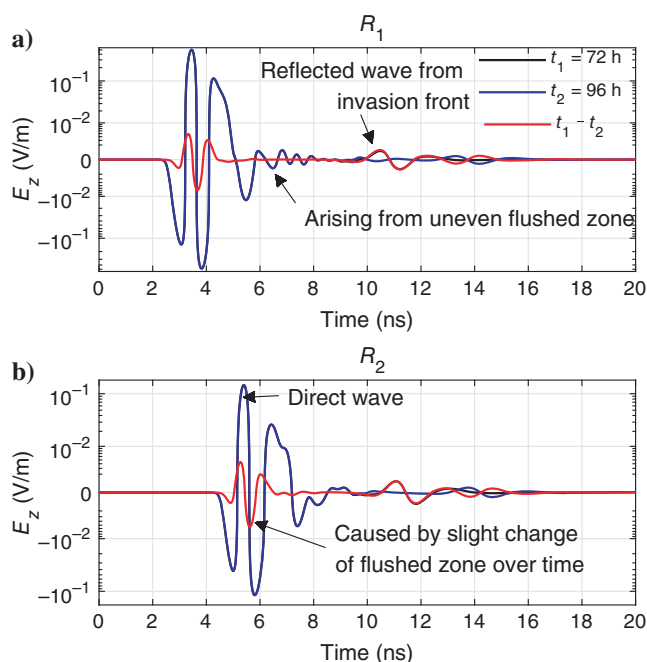 a)
R₁
10⁻¹
10⁻²
0
-10⁻²
-10⁻¹
E_z (V/m)
Reflected wave from
invasion front
t₁ = 72 h
t₂ = 96 h
t₁ - t₂
Arising from uneven flushed zone
0 2 4 6 8 10 12 14 16 18 20
Time (ns)
b)
R₂
10⁻¹
10⁻²
0
-10⁻²
-10⁻¹
E_z (V/m)
Direct wave
Caused by slight change
of flushed zone over time
0 2 4 6 8 10 12 14 16 18 20
Time (ns)